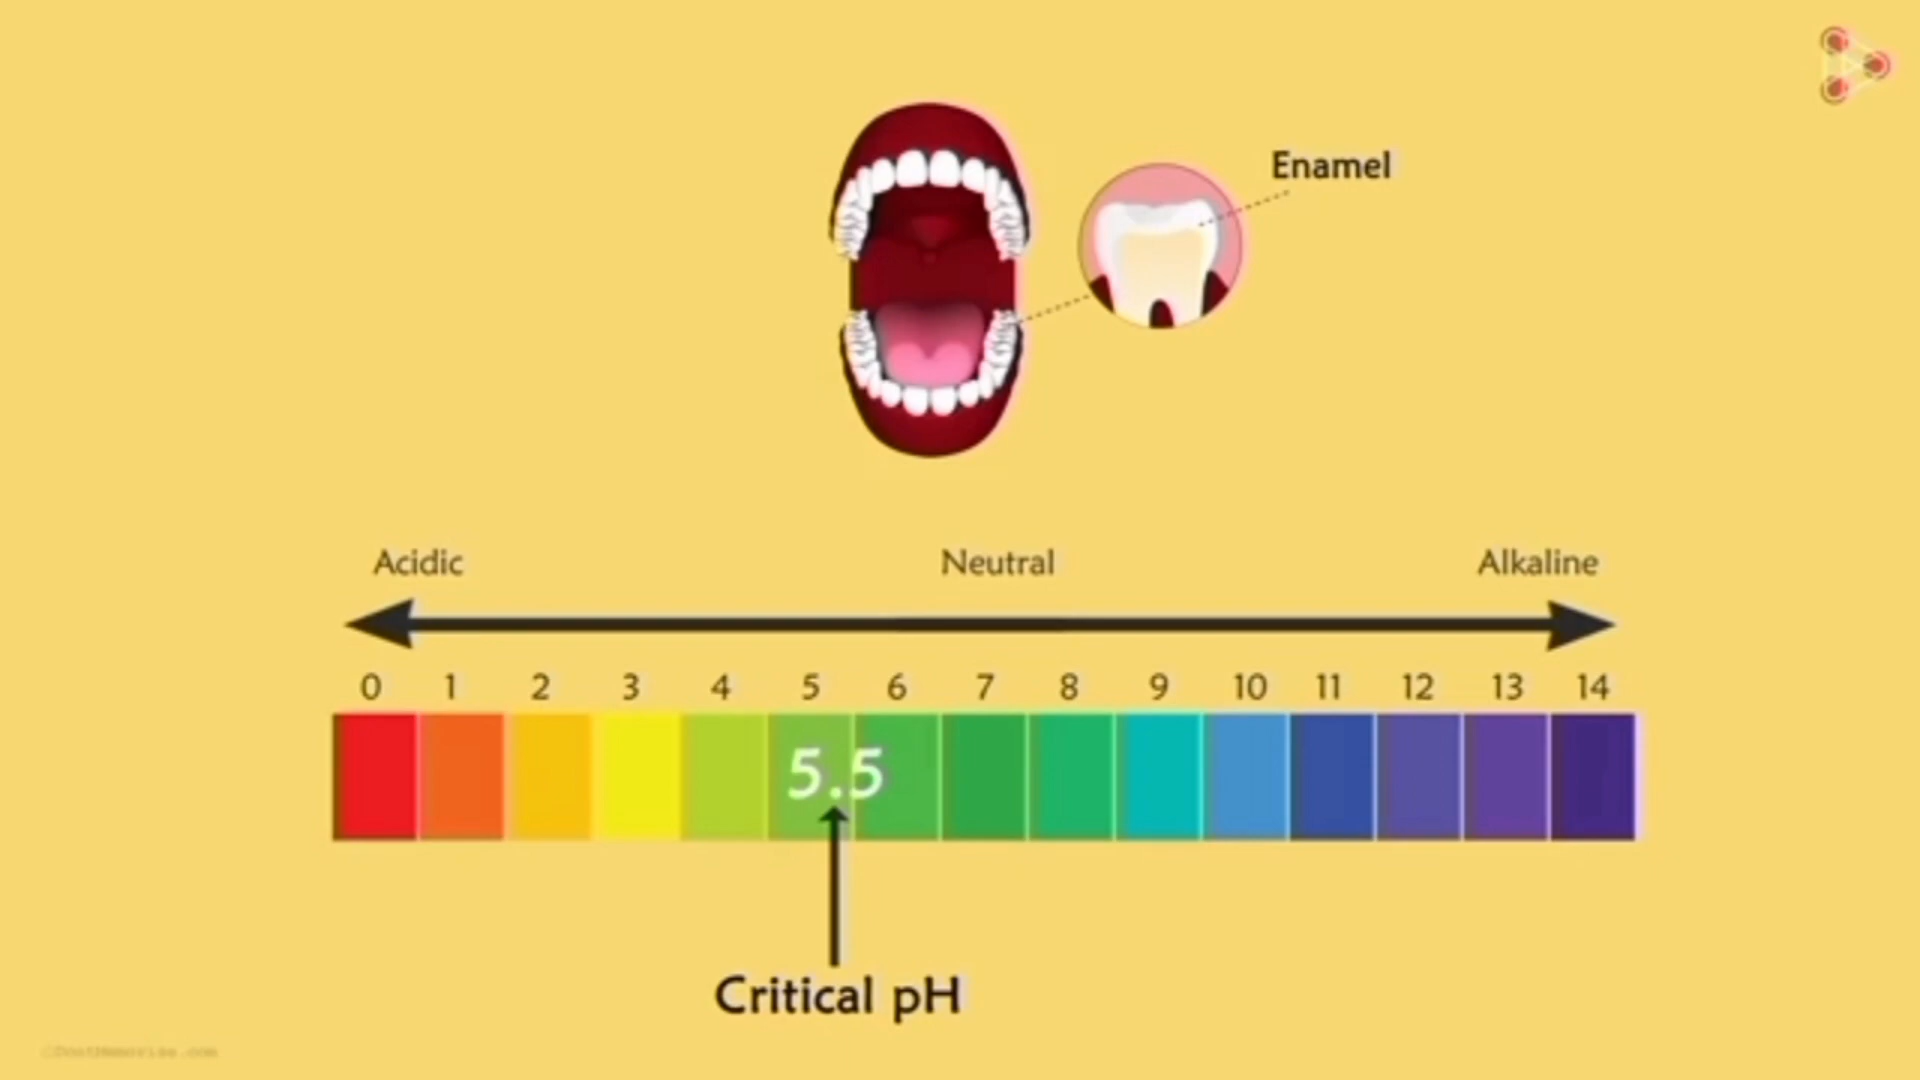 Enamel
Acidic Neutral Alkaline
0 1 2 3 4 5 6 7 8 9 10 11 12 13 14
5.5
Critical pH